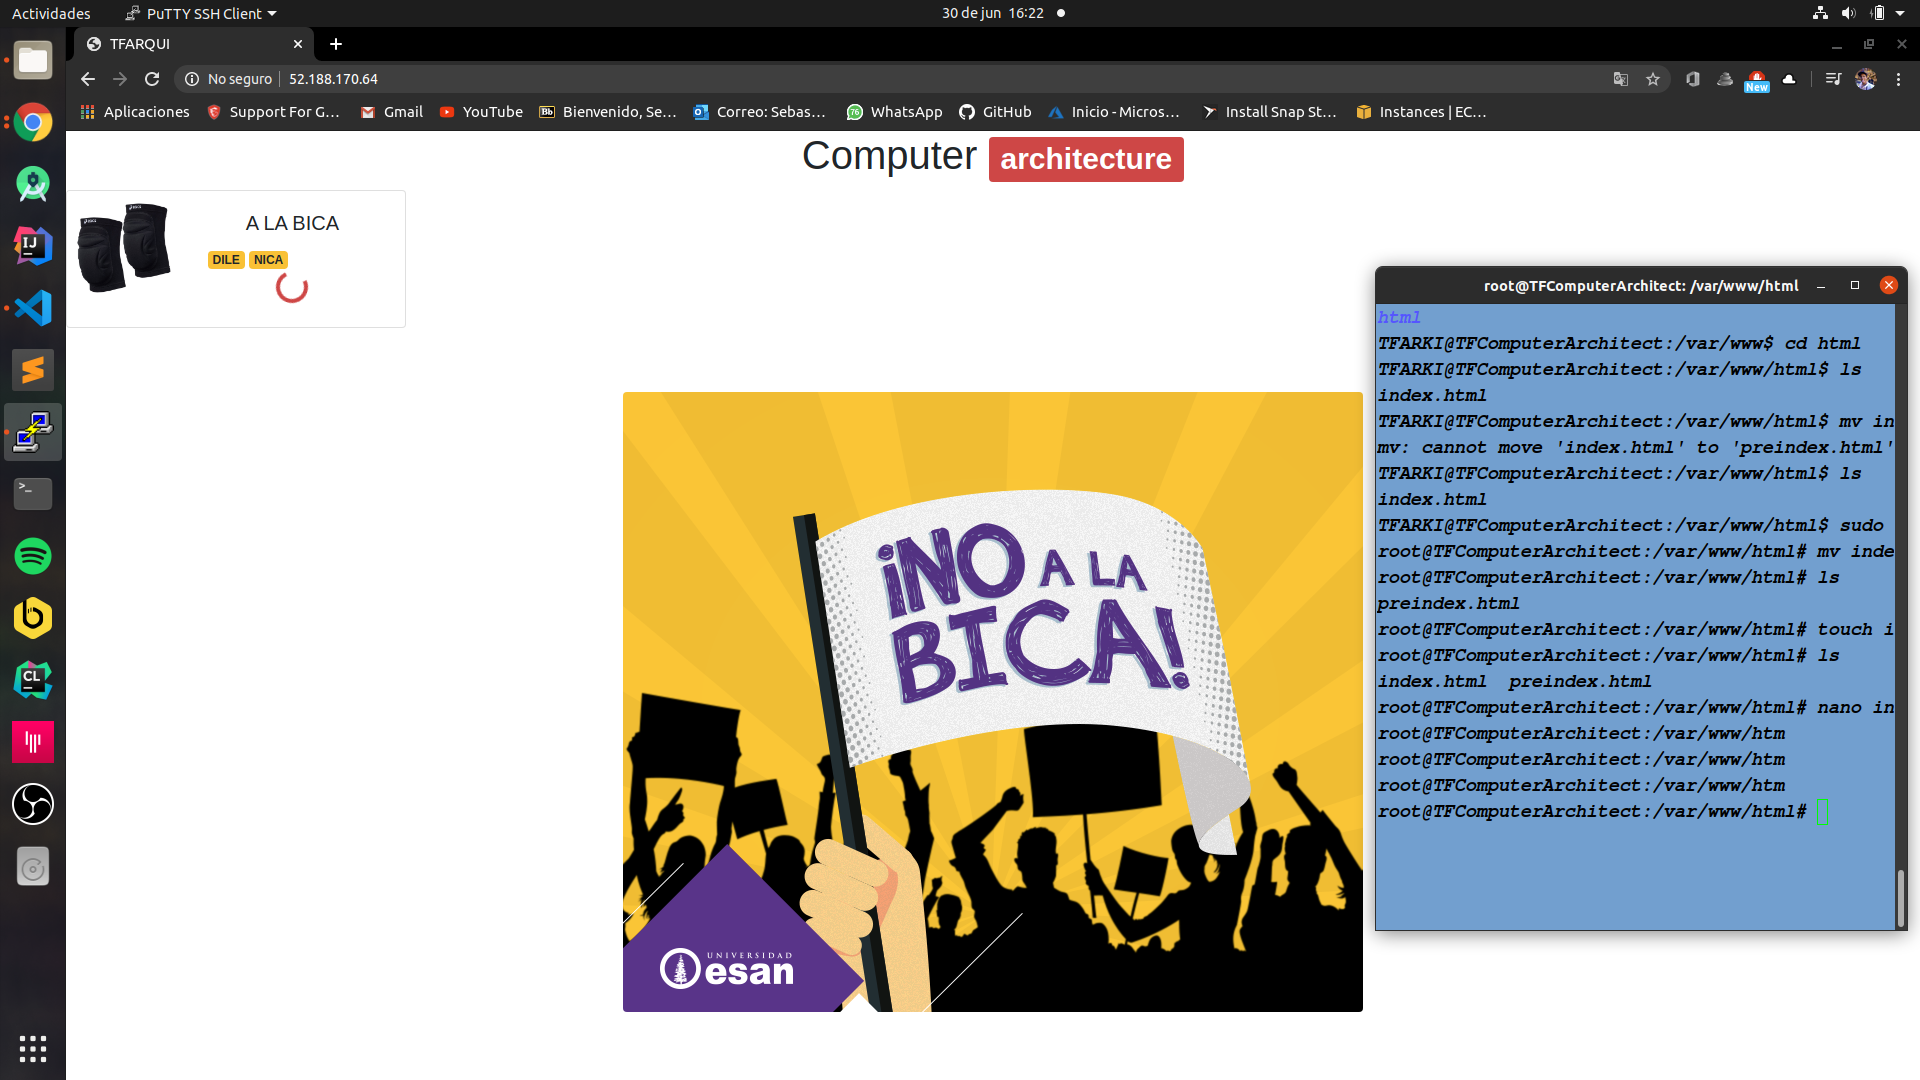 Actividades
PuTTY SSH Client
30 de jun 16:22
TFARQUI
No seguro
52.188.170.64
New
Aplicaciones
Support For G…
Gmail
YouTube
Bb
Bienvenido, Se…
Correo: Sebas…
76
WhatsApp
GitHub
Inicio - Micros…
Install Snap St…
Instances | EC…
Computer architecture
A LA BICA
DILE NICA
IJ
CL
>_
¡NO A LA
BICA!
UNIVERSIDAD
esan
root@TFComputerArchitect: /var/www/html
html
TFARKI@TFComputerArchitect:/var/www$ cd html
TFARKI@TFComputerArchitect:/var/www/html$ ls
index.html
TFARKI@TFComputerArchitect:/var/www/html$ mv in
mv: cannot move 'index.html' to 'preindex.html'
TFARKI@TFComputerArchitect:/var/www/html$ ls
index.html
TFARKI@TFComputerArchitect:/var/www/html$ sudo
root@TFComputerArchitect:/var/www/html# mv inde
root@TFComputerArchitect:/var/www/html# ls
preindex.html
root@TFComputerArchitect:/var/www/html# touch i
root@TFComputerArchitect:/var/www/html# ls
index.html  preindex.html
root@TFComputerArchitect:/var/www/html# nano in
root@TFComputerArchitect:/var/www/htm
root@TFComputerArchitect:/var/www/htm
root@TFComputerArchitect:/var/www/htm
root@TFComputerArchitect:/var/www/html#